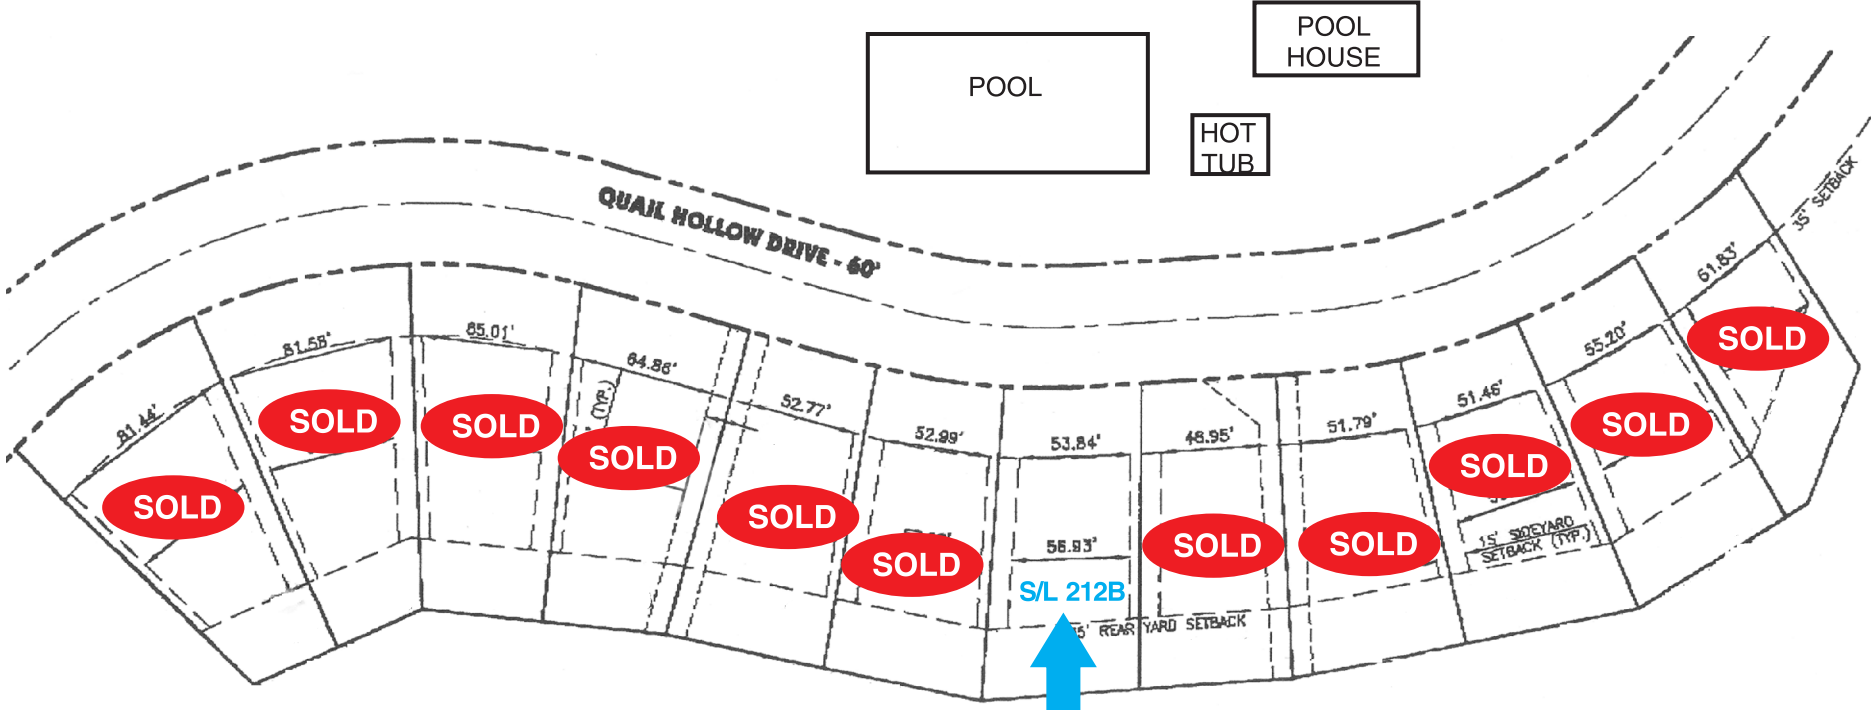 POOL
HOUSE
POOL
HOT
TUB
QUAIL HOLLOW DRIVE - 60'
35' SETBACK
61.83'
81.44'
81.58'
85.01'
64.86'
(TYP.)
52.77'
52.99'
53.84'
48.95'
51.79'
51.46'
55.20'
SOLD
SOLD
SOLD
SOLD
SOLD
SOLD
SOLD
SOLD
SOLD
SOLD
SOLD
56.93'
S/L 212B
15' SIDEYARD
SETBACK (TYP.)
REAR YARD SETBACK